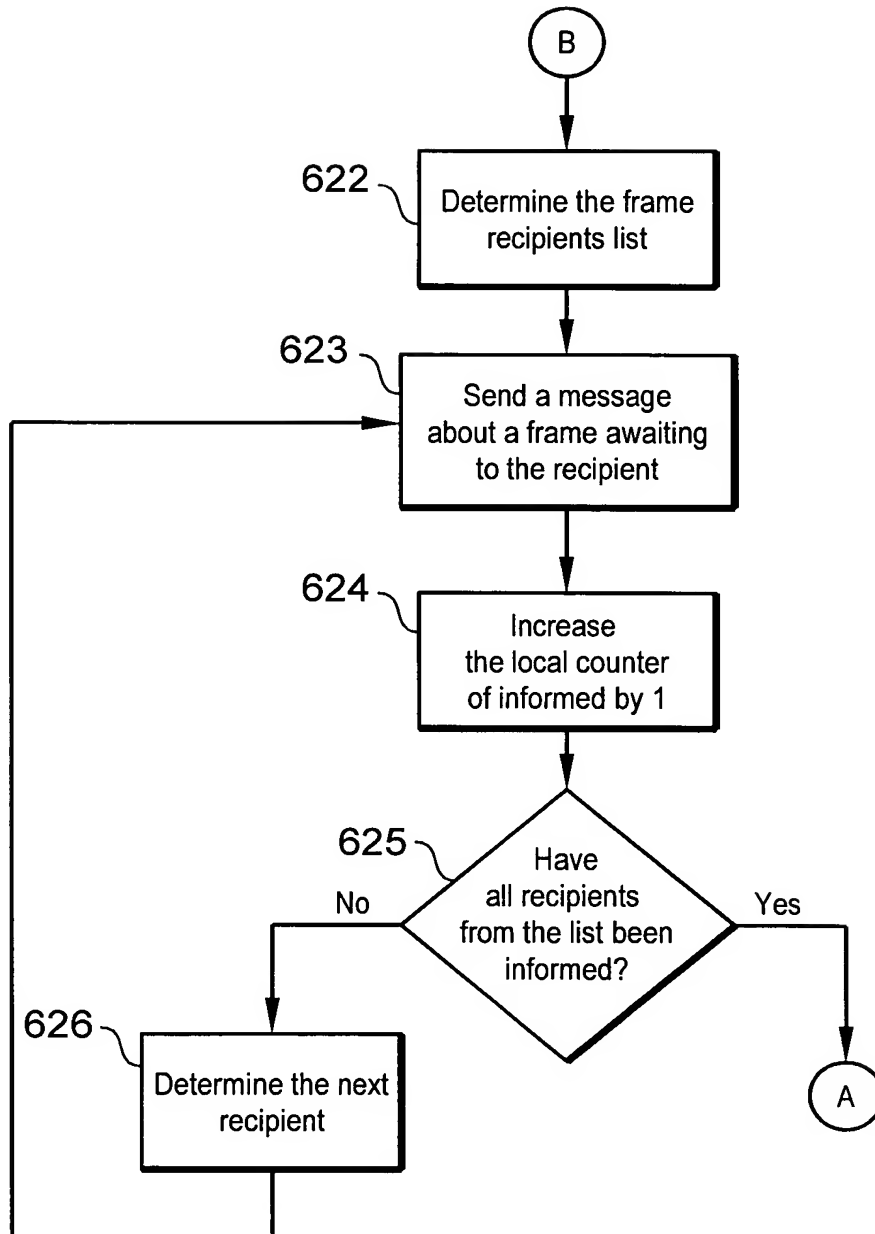 B
622
Determine the frame
recipients list
623
Send a message
about a frame awaiting
to the recipient
624
Increase
the local counter
of informed by 1
625
Have
all recipients
from the list been
informed?
No
Yes
626
Determine the next
recipient
A